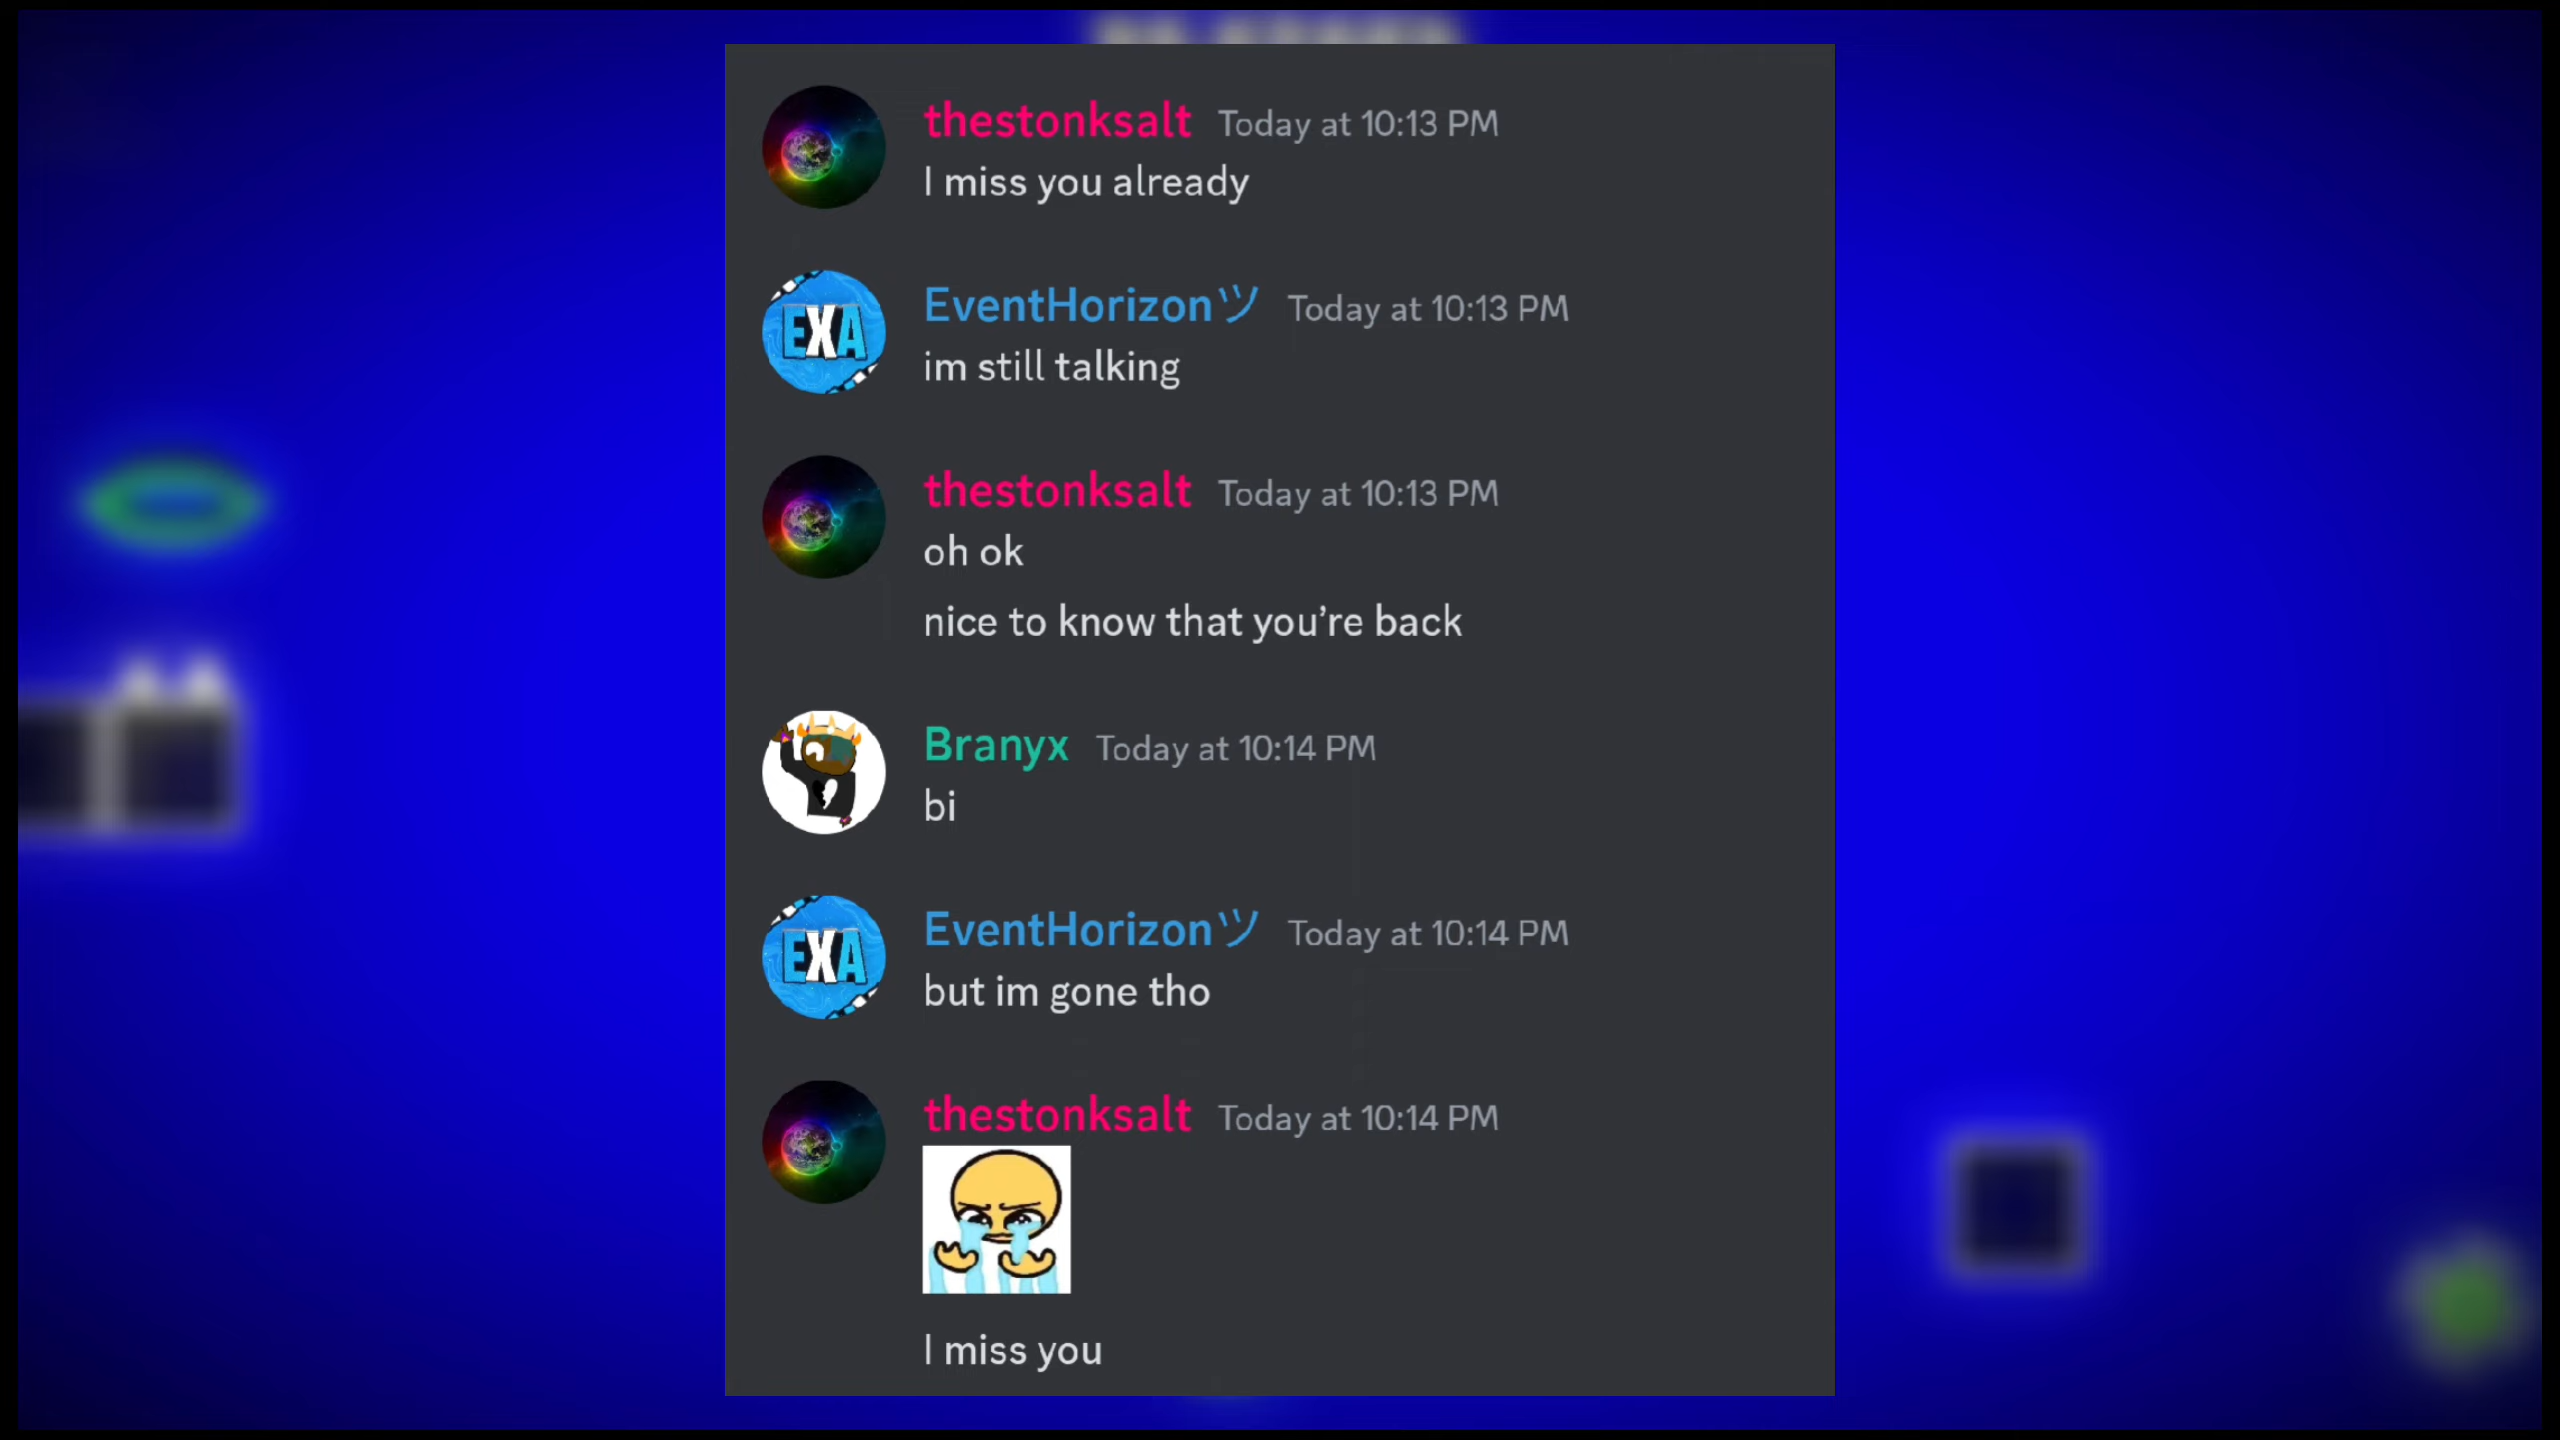 thestonksalt Today at 10:13 PM
I miss you already
EXA
EventHorizonツ Today at 10:13 PM
im still talking
thestonksalt Today at 10:13 PM
oh ok
nice to know that you’re back
Branyx Today at 10:14 PM
bi
EXA
EventHorizonツ Today at 10:14 PM
but im gone tho
thestonksalt Today at 10:14 PM
I miss you